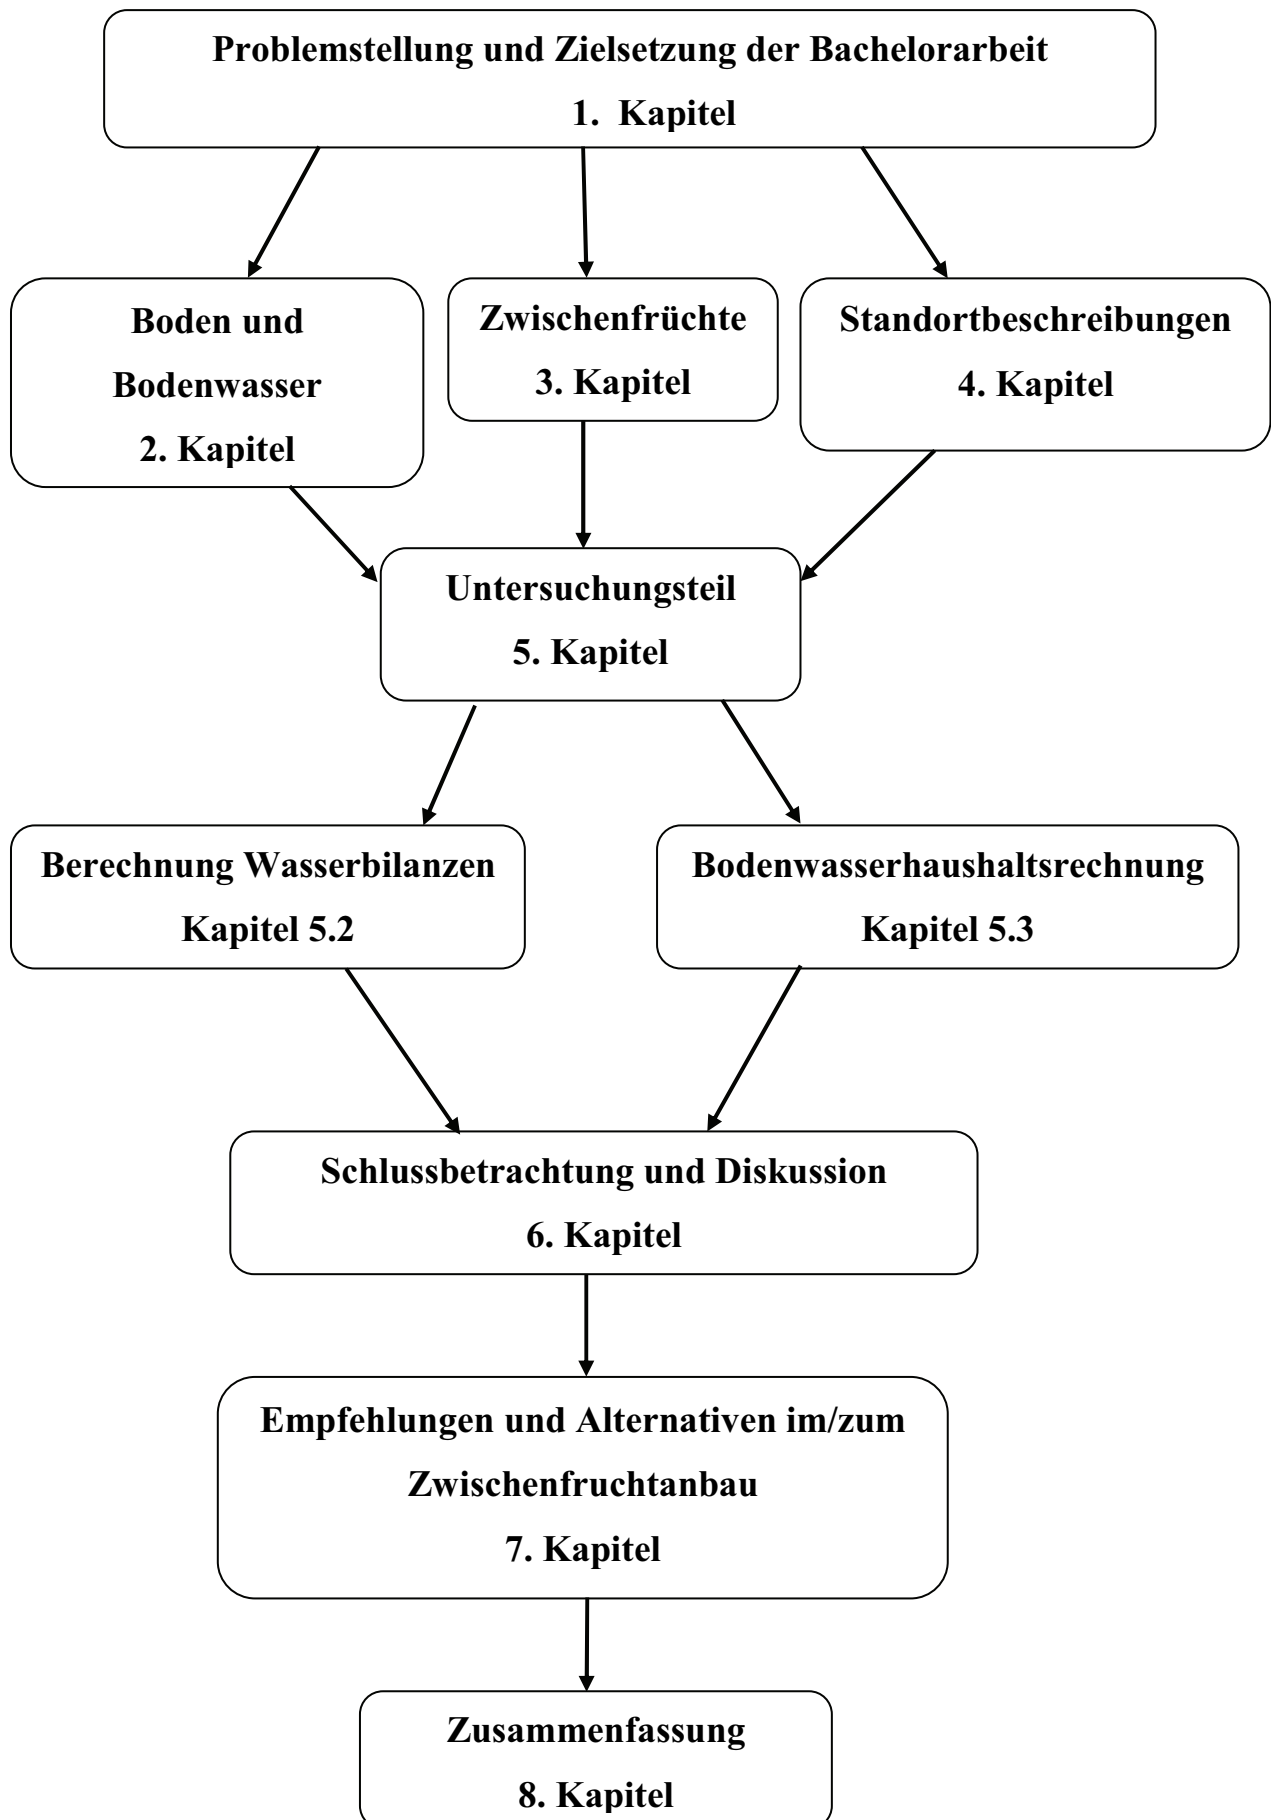 Problemstellung und Zielsetzung der Bachelorarbeit
1. Kapitel
Boden und
Bodenwasser
2. Kapitel
Zwischenfrüchte
3. Kapitel
Standortbeschreibungen
4. Kapitel
Untersuchungsteil
5. Kapitel
Berechnung Wasserbilanzen
Kapitel 5.2
Bodenwasserhaushaltsrechnung
Kapitel 5.3
Schlussbetrachtung und Diskussion
6. Kapitel
Empfehlungen und Alternativen im/zum
Zwischenfruchtanbau
7. Kapitel
Zusammenfassung
8. Kapitel